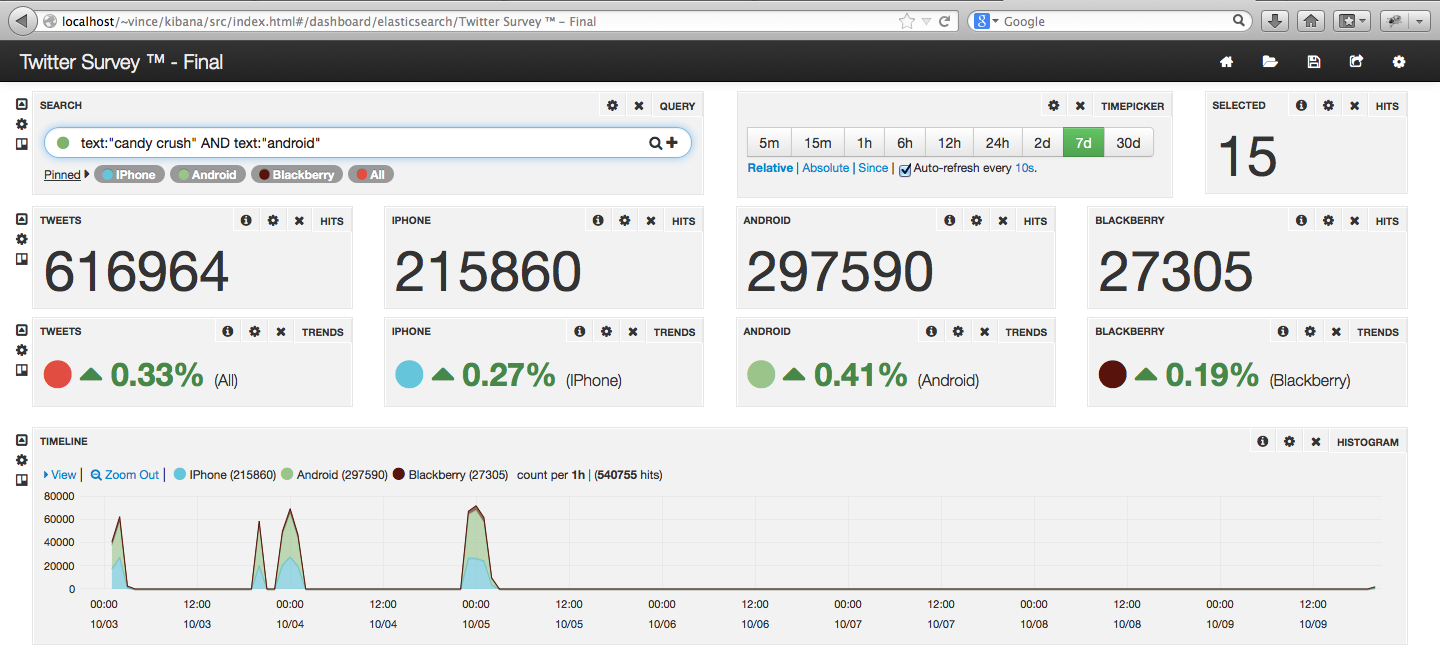 localhost/~vince/kibana/src/index.html#/dashboard/elasticsearch/Twitter Survey ™ – Final
Google
Twitter Survey ™ - Final
SEARCH QUERY
text:"candy crush" AND text:"android"
Pinned IPhone Android Blackberry All
TIMEPICKER
5m 15m 1h 6h 12h 24h 2d 7d 30d
Relative | Absolute | Since | Auto-refresh every 10s.
SELECTED HITS
15
TWEETS HITS
616964
IPHONE HITS
215860
ANDROID HITS
297590
BLACKBERRY HITS
27305
TWEETS TRENDS
0.33% (All)
IPHONE TRENDS
0.27% (IPhone)
ANDROID TRENDS
0.41% (Android)
BLACKBERRY TRENDS
0.19% (Blackberry)
TIMELINE HISTOGRAM
View | Zoom Out | IPhone (215860) Android (297590) Blackberry (27305) count per 1h | (540755 hits)
80000
60000
40000
20000
0
00:00 12:00 00:00 12:00 00:00 12:00 00:00 12:00 00:00 12:00 00:00 12:00 00:00 12:00
10/03 10/03 10/04 10/04 10/05 10/05 10/06 10/06 10/07 10/07 10/08 10/08 10/09 10/09